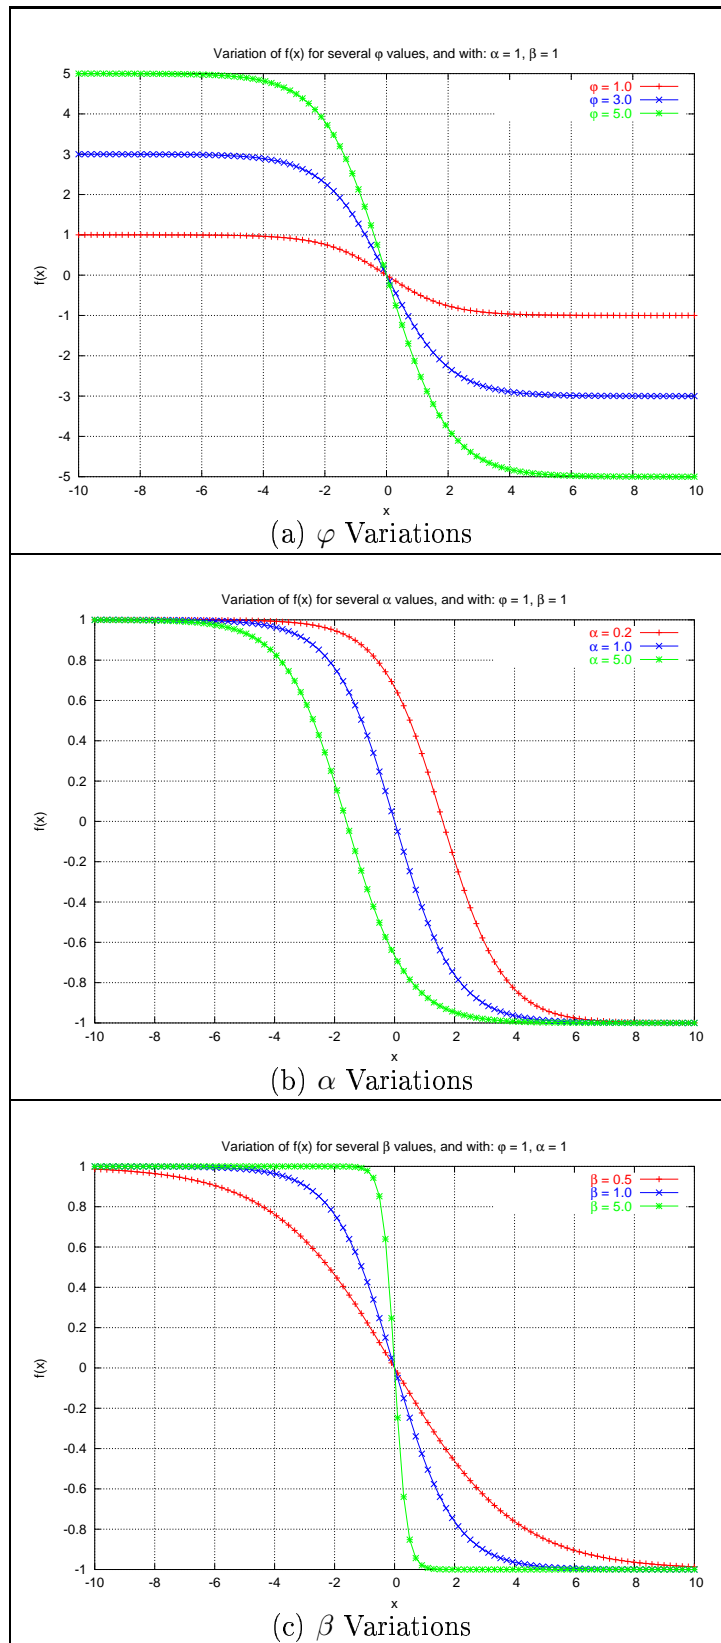 Variation of f(x) for several φ values, and with: α = 1, β = 1
φ = 1.0
φ = 3.0
φ = 5.0
5
4
3
2
1
0
-1
-2
-3
-4
-5
f(x)
-10 -8 -6 -4 -2 0 2 4 6 8 10
x
(a) φ Variations
Variation of f(x) for several α values, and with: φ = 1, β = 1
α = 0.2
α = 1.0
α = 5.0
1
0.8
0.6
0.4
0.2
0
-0.2
-0.4
-0.6
-0.8
-1
f(x)
-10 -8 -6 -4 -2 0 2 4 6 8 10
x
(b) α Variations
Variation of f(x) for several β values, and with: φ = 1, α = 1
β = 0.5
β = 1.0
β = 5.0
1
0.8
0.6
0.4
0.2
0
-0.2
-0.4
-0.6
-0.8
-1
f(x)
-10 -8 -6 -4 -2 0 2 4 6 8 10
x
(c) β Variations